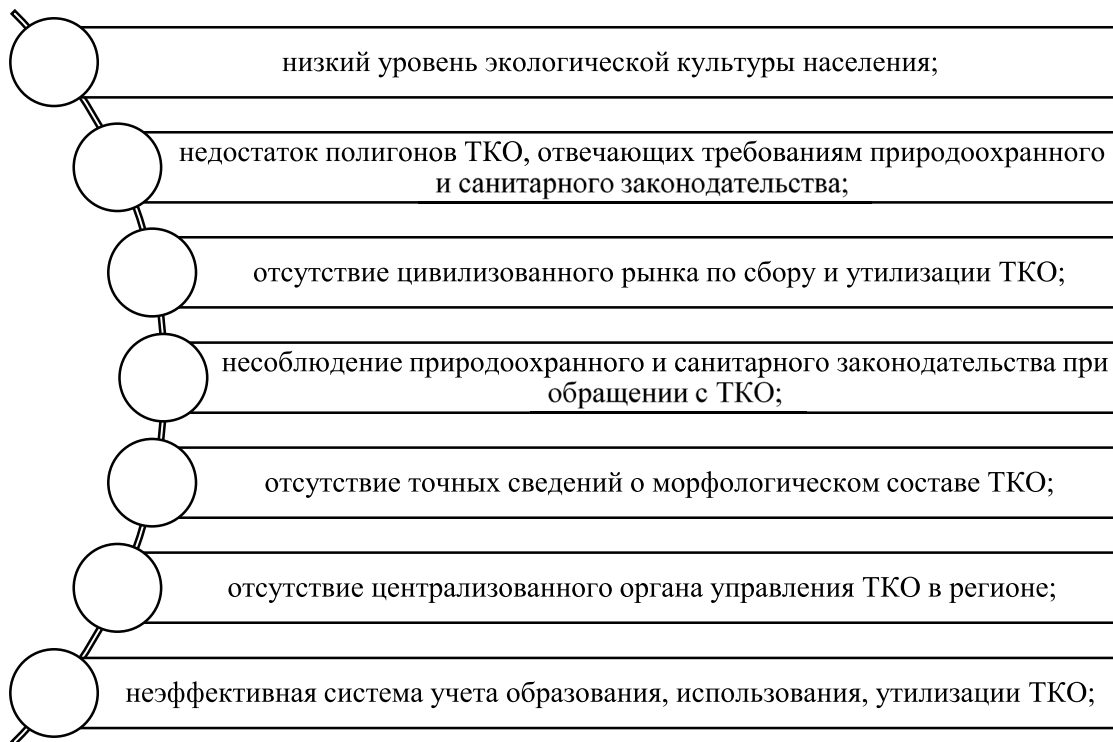 низкий уровень экологической культуры населения;
недостаток полигонов ТКО, отвечающих требованиям природоохранного
и санитарного законодательства;
отсутствие цивилизованного рынка по сбору и утилизации ТКО;
несоблюдение природоохранного и санитарного законодательства при
обращении с ТКО;
отсутствие точных сведений о морфологическом составе ТКО;
отсутствие централизованного органа управления ТКО в регионе;
неэффективная система учета образования, использования, утилизации ТКО;